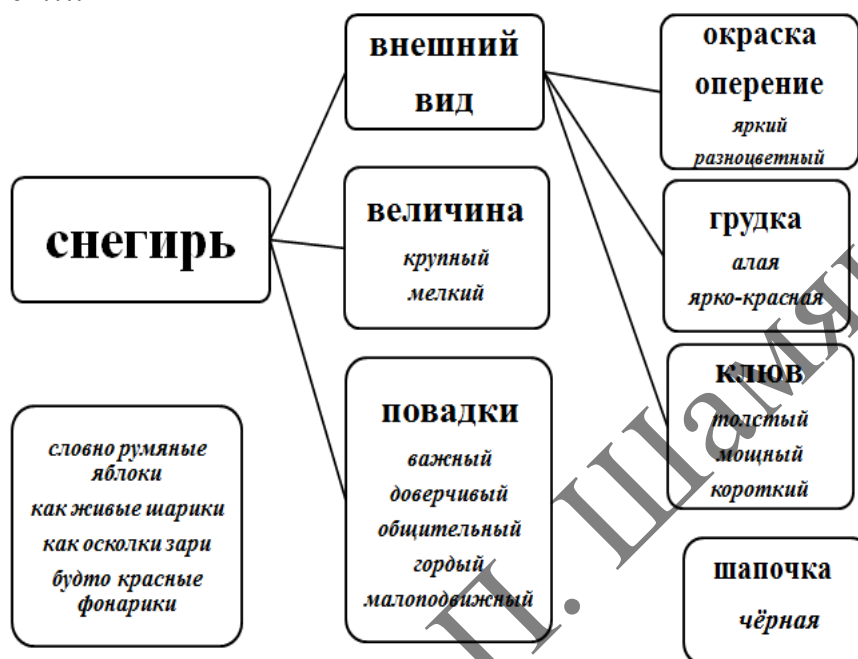 внешний
вид
окраска
оперение
яркий
разноцветный
снегирь
величина
крупный
мелкий
грудка
алая
ярко-красная
повадки
важный
доверчивый
общительный
гордый
малоподвижный
клюв
толстый
мощный
короткий
словно румяные
яблоки
как живые шарики
как осколки зари
будто красные
фонарики
шапочка
чёрная
П. Шамяк